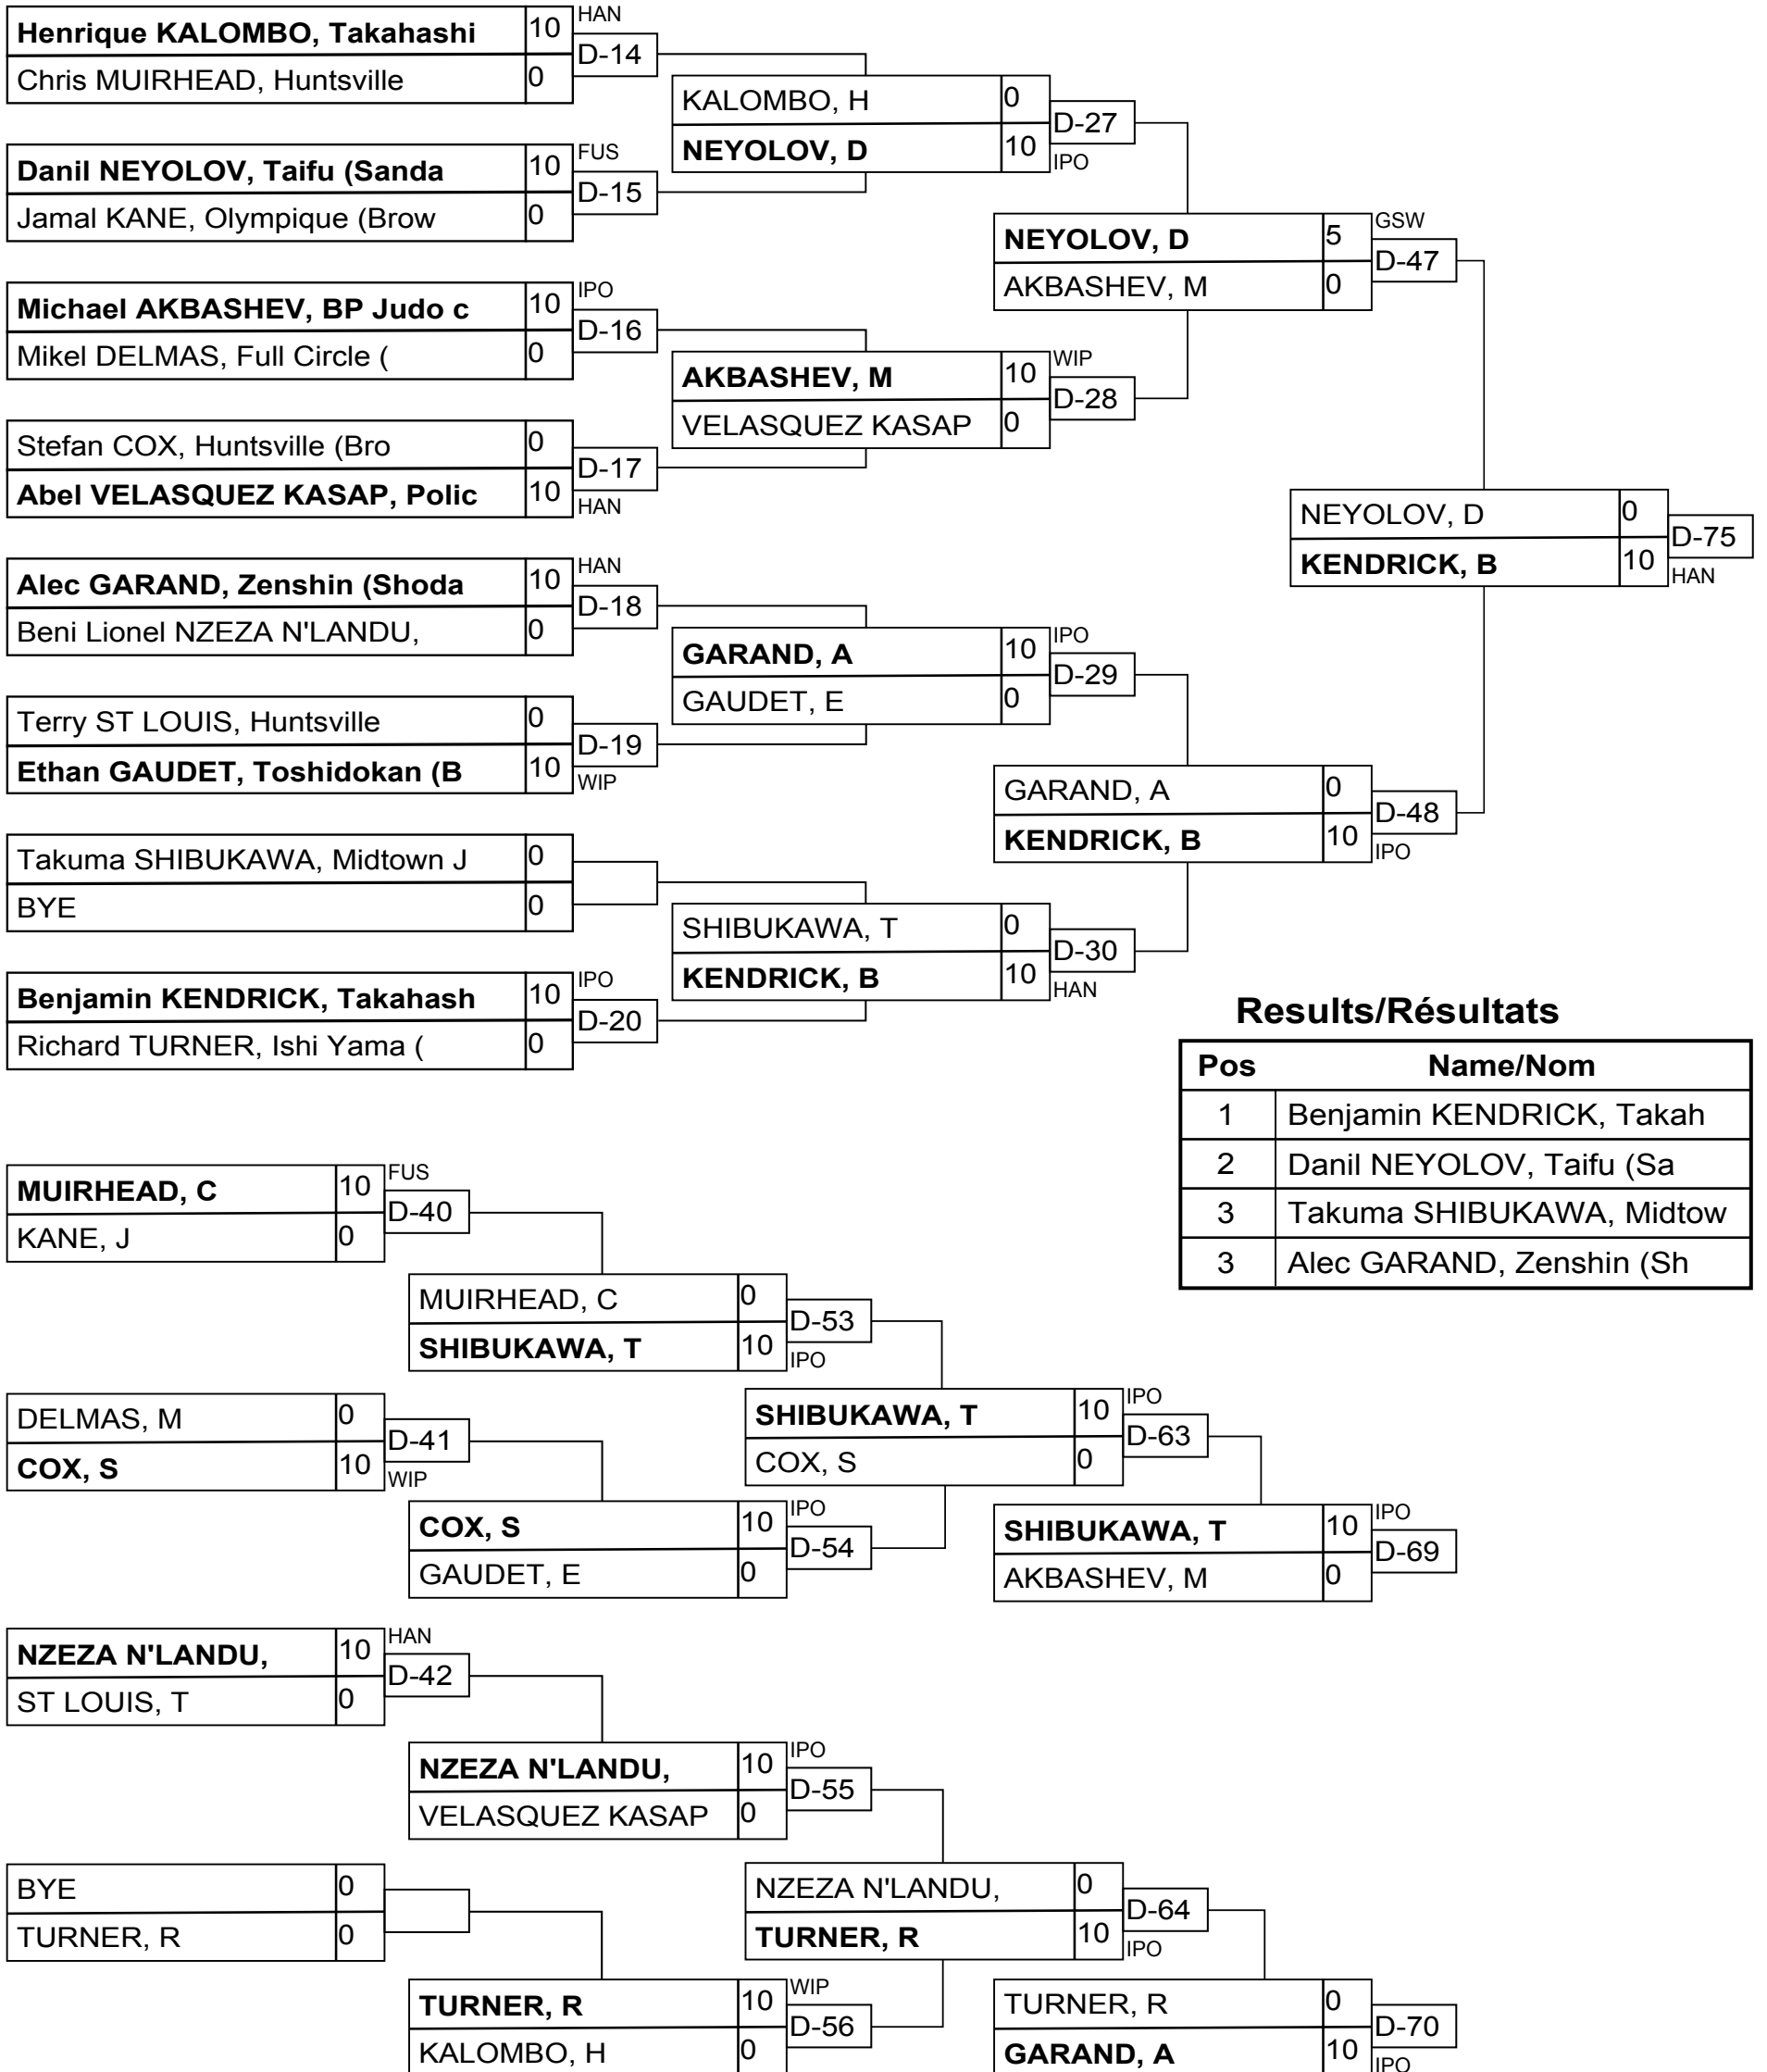 Henrique KALOMBO, Takahashi 10 HAN
D-14
Chris MUIRHEAD, Huntsville 0
Danil NEYOLOV, Taifu (Sanda 10 FUS
D-15
Jamal KANE, Olympique (Brow 0
Michael AKBASHEV, BP Judo c 10 IPO
D-16
Mikel DELMAS, Full Circle ( 0
Stefan COX, Huntsville (Bro 0
D-17
Abel VELASQUEZ KASAP, Polic 10 HAN
Alec GARAND, Zenshin (Shoda 10 HAN
D-18
Beni Lionel NZEZA N'LANDU, 0
Terry ST LOUIS, Huntsville 0
D-19
Ethan GAUDET, Toshidokan (B 10 WIP
Takuma SHIBUKAWA, Midtown J 0
BYE 0
Benjamin KENDRICK, Takahash 10 IPO
D-20
Richard TURNER, Ishi Yama ( 0
KALOMBO, H 0
D-27
NEYOLOV, D 10 IPO
AKBASHEV, M 10 WIP
D-28
VELASQUEZ KASAP 0
GARAND, A 10 IPO
D-29
GAUDET, E 0
SHIBUKAWA, T 0
D-30
KENDRICK, B 10 HAN
NEYOLOV, D 5 GSW
D-47
AKBASHEV, M 0
GARAND, A 0
D-48
KENDRICK, B 10 IPO
NEYOLOV, D 0
D-75
KENDRICK, B 10 HAN
Results/Résultats
Pos Name/Nom
1 Benjamin KENDRICK, Takah
2 Danil NEYOLOV, Taifu (Sa
3 Takuma SHIBUKAWA, Midtow
3 Alec GARAND, Zenshin (Sh
MUIRHEAD, C 10 FUS
D-40
KANE, J 0
DELMAS, M 0
D-41
COX, S 10 WIP
NZEZA N'LANDU, 10 HAN
D-42
ST LOUIS, T 0
BYE 0
TURNER, R 0
MUIRHEAD, C 0
D-53
SHIBUKAWA, T 10 IPO
COX, S 10 IPO
D-54
GAUDET, E 0
NZEZA N'LANDU, 10 IPO
D-55
VELASQUEZ KASAP 0
TURNER, R 10 WIP
D-56
KALOMBO, H 0
SHIBUKAWA, T 10 IPO
D-63
COX, S 0
NZEZA N'LANDU, 0
D-64
TURNER, R 10 IPO
SHIBUKAWA, T 10 IPO
D-69
AKBASHEV, M 0
TURNER, R 0
D-70
GARAND, A 10 IPO